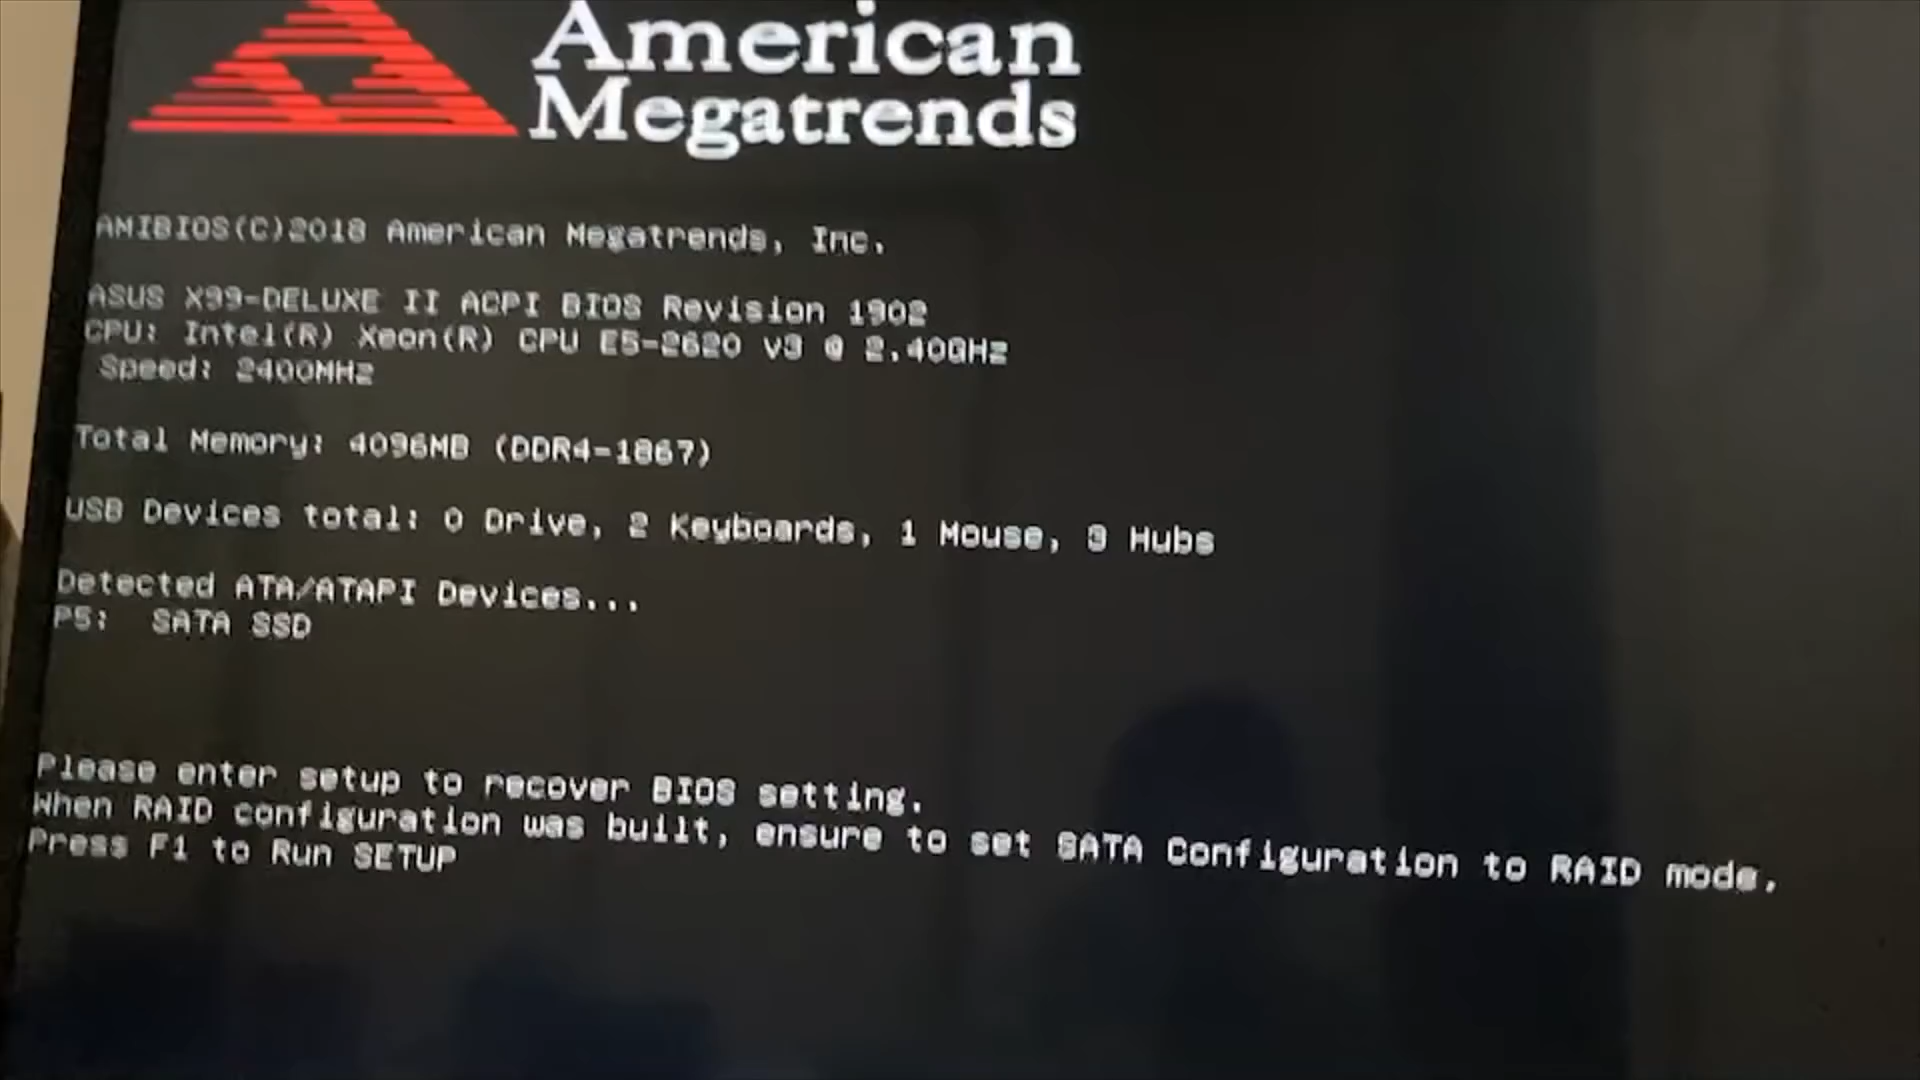 American
Megatrends
AMIBIOS(C)2018 American Megatrends, Inc.
ASUS X99-DELUXE II ACPI BIOS Revision 1902
CPU: Intel(R) Xeon(R) CPU E5-2620 v3 @ 2.40GHz
Speed: 2400MHz
Total Memory: 4096MB (DDR4-1867)
USB Devices total: 0 Drive, 2 Keyboards, 1 Mouse, 3 Hubs
Detected ATA/ATAPI Devices...
P5: SATA SSD
Please enter setup to recover BIOS setting.
When RAID configuration was built, ensure to set SATA Configuration to RAID mode.
Press F1 to Run SETUP